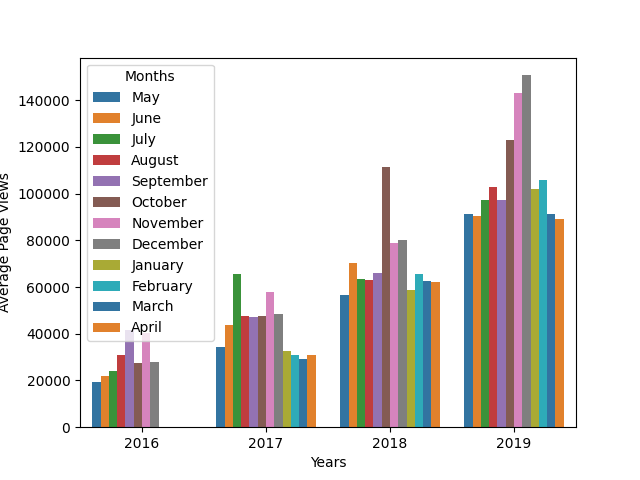 Months
May
June
July
August
September
October
November
December
January
February
March
April
Average Page Views
140000
120000
100000
80000
60000
40000
20000
0
2016 2017 2018 2019
Years